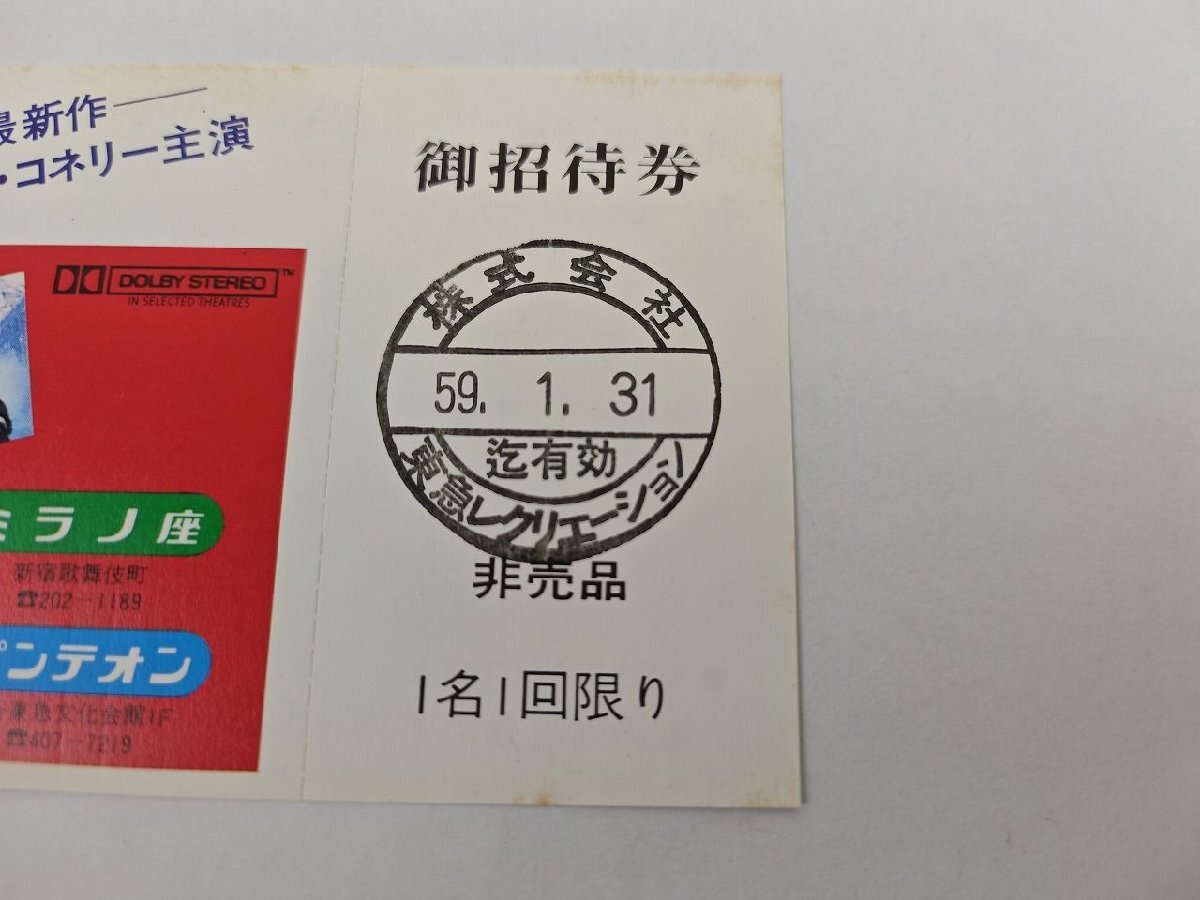 最新作——
・コネリー主演
DOLBY STEREO™
IN SELECTED THEATRES
ミラノ座
新宿歌舞伎町
☎202-1189
ンテオン
東急文化会館1F
☎407-7219
御招待券
株式会社
59. 1. 31
迄有効
東急レクリエーション
非売品
1名1回限り